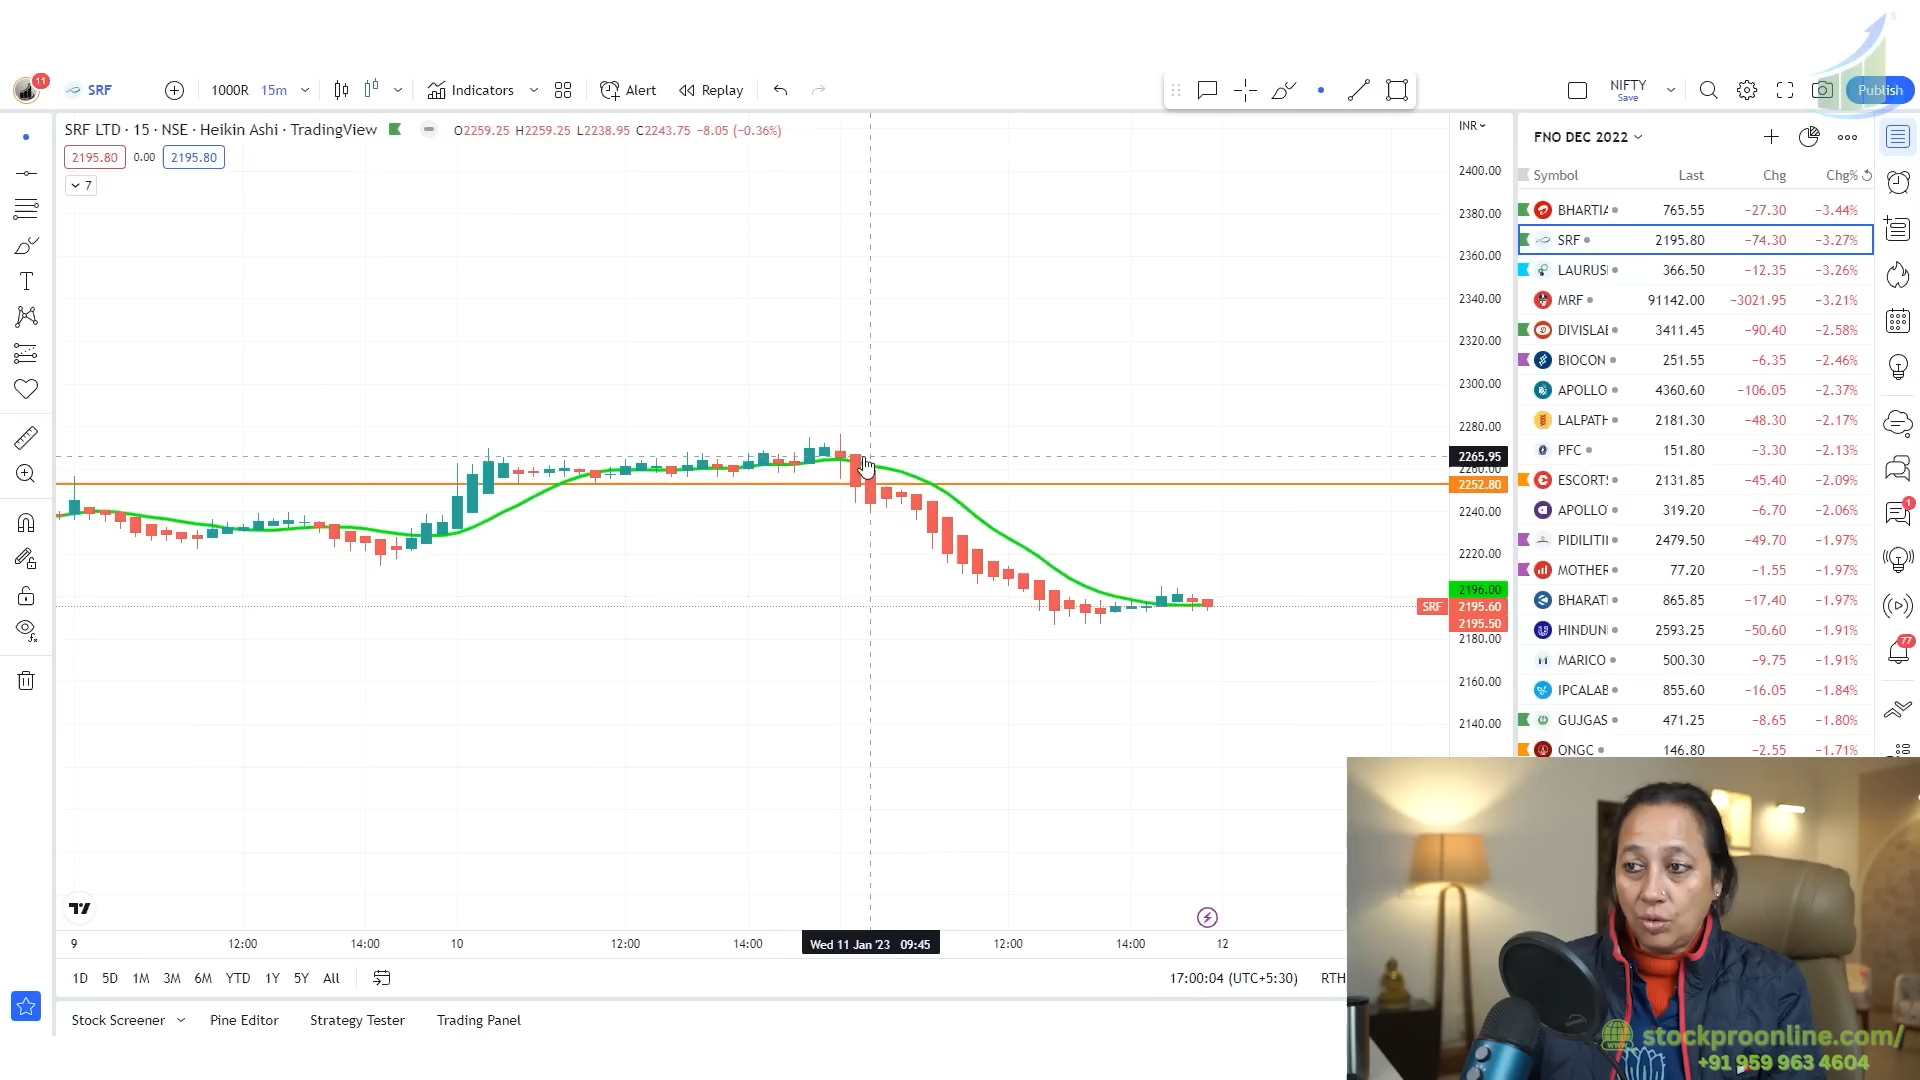 11
SRF
1000R 15m
Indicators
Alert
Replay
NIFTY
Save
Publish
SRF LTD · 15 · NSE · Heikin Ashi · TradingView
O2259.25 H2259.25 L2238.95 C2243.75 −8.05 (−0.36%)
2195.80 0.00 2195.80
7
INR
2400.00
2380.00
2360.00
2340.00
2320.00
2300.00
2280.00
2265.95
2260.00
2252.80
2240.00
2220.00
2196.00
SRF 2195.60
2195.50
2180.00
2160.00
2140.00
FNO DEC 2022
Symbol Last Chg Chg%
BHARTIA 765.55 −27.30 −3.44%
SRF 2195.80 −74.30 −3.27%
LAURUS 366.50 −12.35 −3.26%
MRF 91142.00 −3021.95 −3.21%
DIVISLAB 3411.45 −90.40 −2.58%
BIOCON 251.55 −6.35 −2.46%
APOLLO 4360.60 −106.05 −2.37%
LALPATH 2181.30 −48.30 −2.17%
PFC 151.80 −3.30 −2.13%
ESCORTS 2131.85 −45.40 −2.09%
APOLLO 319.20 −6.70 −2.06%
PIDILITI 2479.50 −49.70 −1.97%
MOTHER 77.20 −1.55 −1.97%
BHARAT 865.85 −17.40 −1.97%
HINDUN 2593.25 −50.60 −1.91%
MARICO 500.30 −9.75 −1.91%
IPCALAB 855.60 −16.05 −1.84%
GUJGAS 471.25 −8.65 −1.80%
ONGC 146.80 −2.55 −1.71%
1
77
9 12:00 14:00 10 12:00 14:00 Wed 11 Jan '23 09:45 12:00 14:00 12
1D 5D 1M 3M 6M YTD 1Y 5Y All
17:00:04 (UTC+5:30) RTH
Stock Screener Pine Editor Strategy Tester Trading Panel
stockproonline.com/
+91 959 963 4604